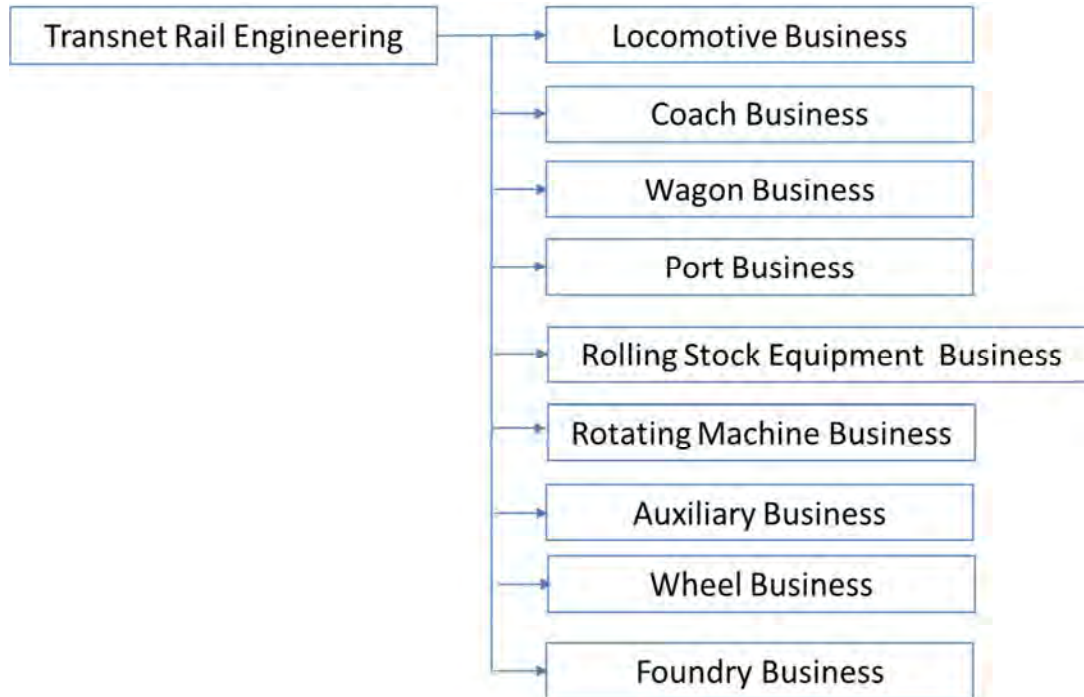 Transnet Rail Engineering
Locomotive Business
Coach Business
Wagon Business
Port Business
Rolling Stock Equipment  Business
Rotating Machine Business
Auxiliary Business
Wheel Business
Foundry Business